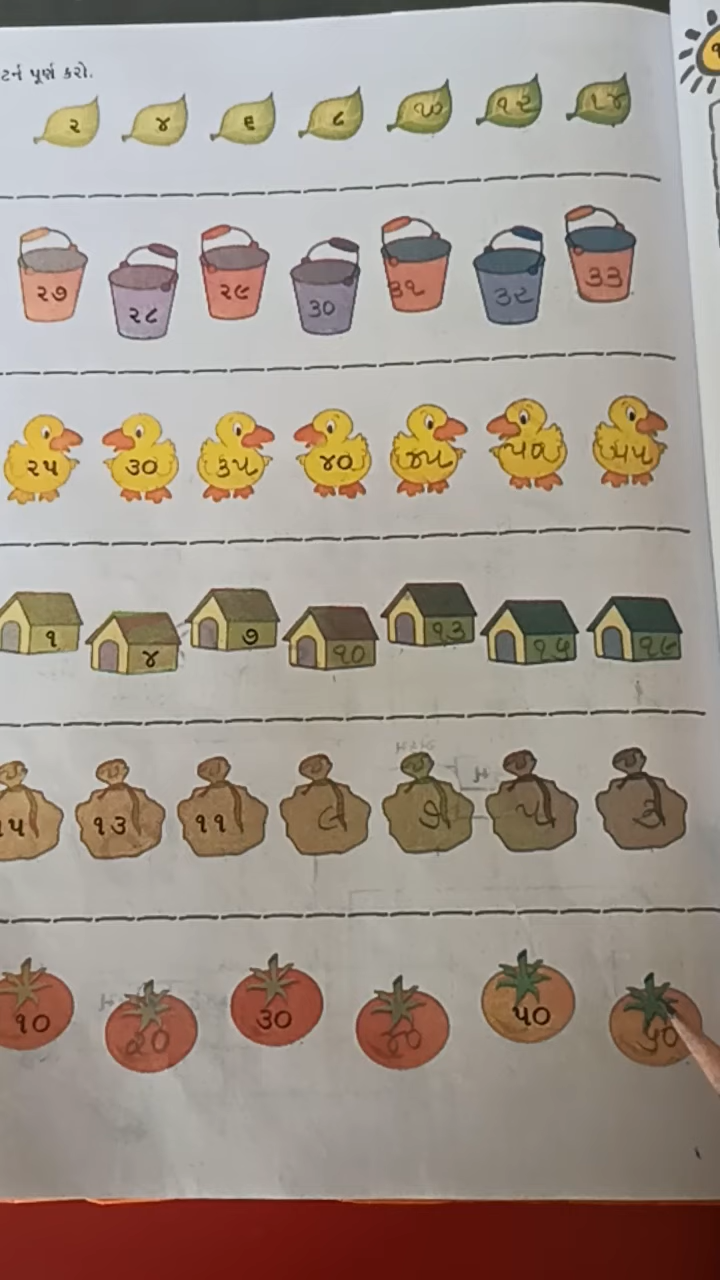 ટર્ન પૂર્ણ કરો.
૨ ૪ ૬ ૮ ૧૦ ૧૨ ૧૪
૨૭ ૨૮ ૨૯ ૩૦ ૩૧ ૩૨ ૩૩
૨૫ ૩૦ ૩૫ ૪૦ ૪૫ ૫૦ ૫૫
૧ ૪ ૭ ૧૦ ૧૩ ૧૬ ૧૯
૧૫ ૧૩ ૧૧ ૯ ૭ ૫ ૩
૧૦ ૨૦ ૩૦ ૪૦ ૫૦